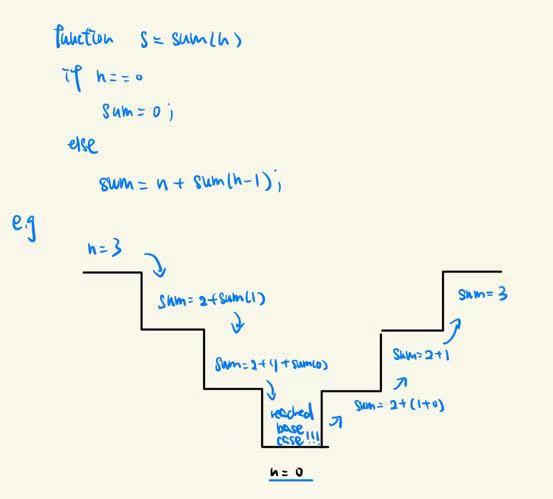 function S = sum(n)
if n == 0
sum = 0;
else
sum = n + sum(n-1);
e.g
n=3
sum = 2+sum(1)
sum=2+(1+sum(0)
reached
base
case!!!
n=0
sum = 2+(1+0)
sum=2+1
sum=3